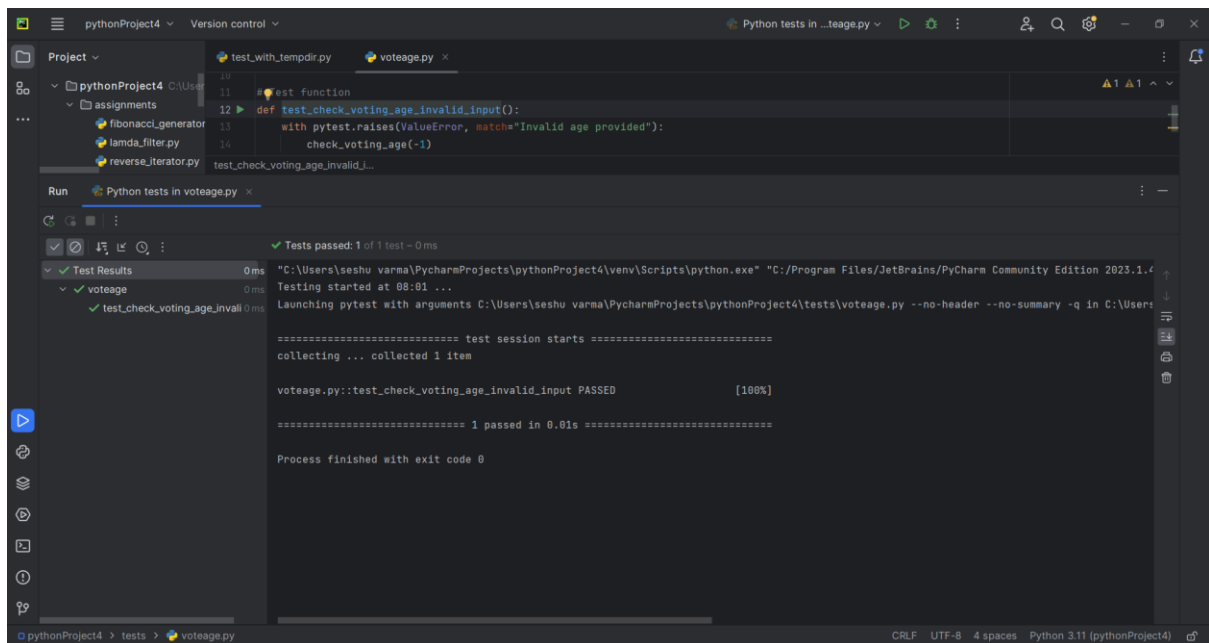 pythonProject4 Version control Python tests in ...teage.py
Project
test_with_tempdir.py voteage.py
pythonProject4 C:\User
assignments
fibonacci_generator
lamda_filter.py
reverse_iterator.py
10
11 #Test function
1 1
12 def test_check_voting_age_invalid_input():
13 with pytest.raises(ValueError, match="Invalid age provided"):
14 check_voting_age(-1)
test_check_voting_age_invalid_i...
Run Python tests in voteage.py
Tests passed: 1 of 1 test – 0 ms
Test Results 0 ms
voteage 0 ms
test_check_voting_age_invali 0 ms
"C:\Users\seshu varma\PycharmProjects\pythonProject4\venv\Scripts\python.exe" "C:/Program Files/JetBrains/PyCharm Community Edition 2023.1.4
Testing started at 08:01 ...
Launching pytest with arguments C:\Users\seshu varma\PycharmProjects\pythonProject4\tests\voteage.py --no-header --no-summary -q in C:\Users
============================= test session starts =============================
collecting ... collected 1 item
voteage.py::test_check_voting_age_invalid_input PASSED [100%]
============================== 1 passed in 0.01s ==============================
Process finished with exit code 0
pythonProject4 > tests > voteage.py
CRLF UTF-8 4 spaces Python 3.11 (pythonProject4)